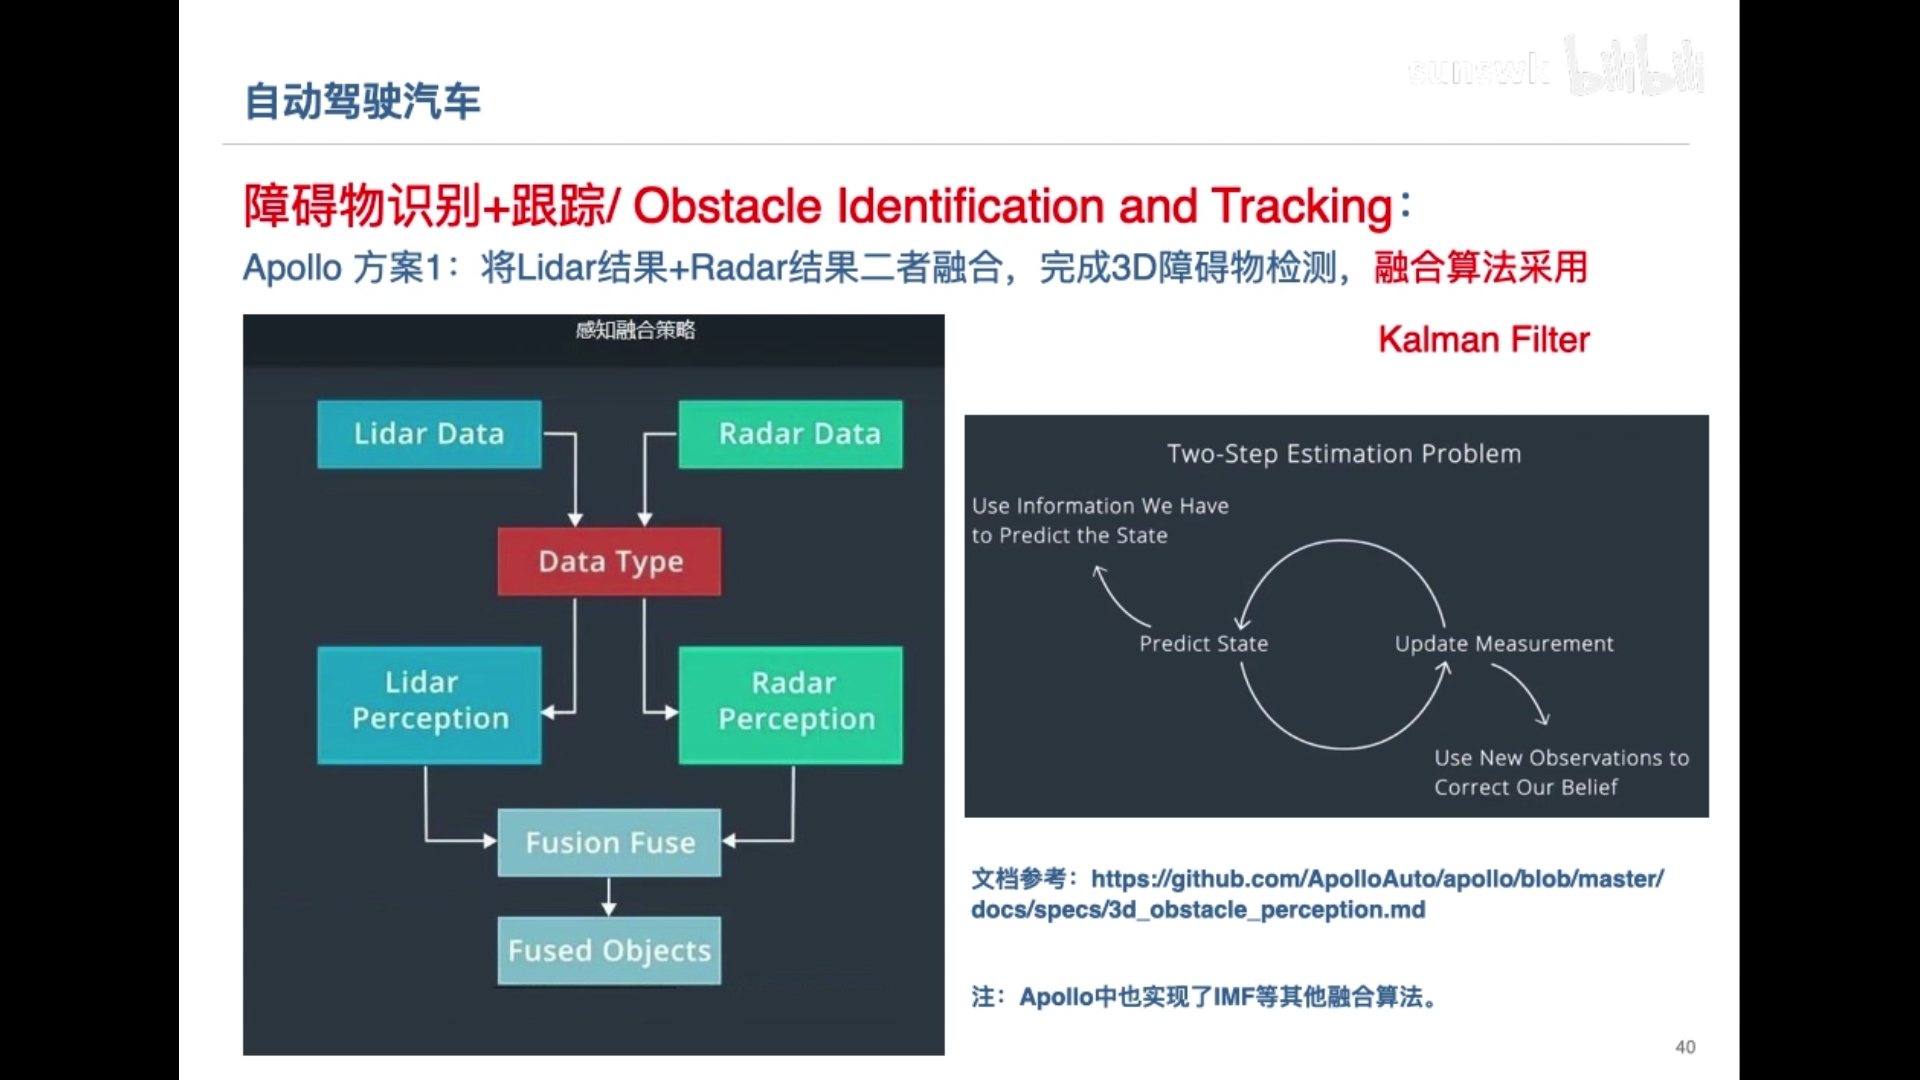 sunswk bilibili
自动驾驶汽车
障碍物识别+跟踪/ Obstacle Identification and Tracking：
Apollo 方案1：将Lidar结果+Radar结果二者融合，完成3D障碍物检测，融合算法采用
Kalman Filter
感知融合策略
Lidar Data
Radar Data
Data Type
Lidar
Perception
Radar
Perception
Fusion Fuse
Fused Objects
Two-Step Estimation Problem
Use Information We Have
to Predict the State
Predict State
Update Measurement
Use New Observations to
Correct Our Belief
文档参考：https://github.com/ApolloAuto/apollo/blob/master/
docs/specs/3d_obstacle_perception.md
注：Apollo中也实现了IMF等其他融合算法。
40